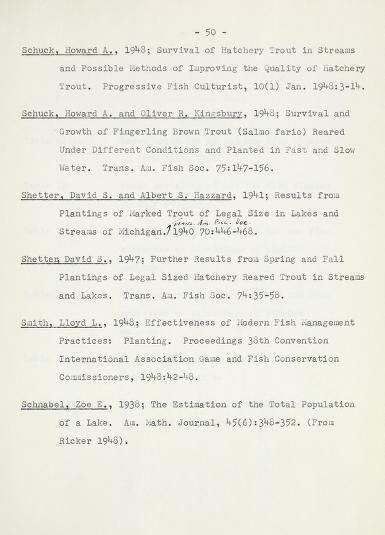 - 50 -
Schuck, Howard A., 1948; Survival of Hatchery Trout in Streams
and Possible Methods of Improving the Quality of Hatchery
Trout. Progressive Fish Culturist, 10(1) Jan. 1948:3-14.
Schuck, Howard A. and Oliver R. Kingsbury, 1948; Survival and
Growth of Fingerling Brown Trout (Salmo fario) Reared
Under Different Conditions and Planted in Fast and Slow
Water. Trans. Am. Fish Soc. 75:147-156.
Shetter, David S. and Albert S. Hazzard, 1941; Results from
Plantings of Marked Trout of Legal Size in Lakes and
Trans. Am. Fish. Soc.
Streams of Michigan. 1940 70:446-468.
Shetter, David S., 1947; Further Results from Spring and Fall
Plantings of Legal Sized Hatchery Reared Trout in Streams
and Lakes. Trans. Am. Fish Soc. 74:35-58.
Smith, Lloyd L., 1948; Effectiveness of Modern Fish Management
Practices: Planting. Proceedings 38th Convention
International Association Game and Fish Conservation
Commissioners, 1948:42-48.
Schnabel, Zoe E., 1938; The Estimation of the Total Population
of a Lake. Am. Math. Journal, 45(6):348-352. (From
Ricker 1948).